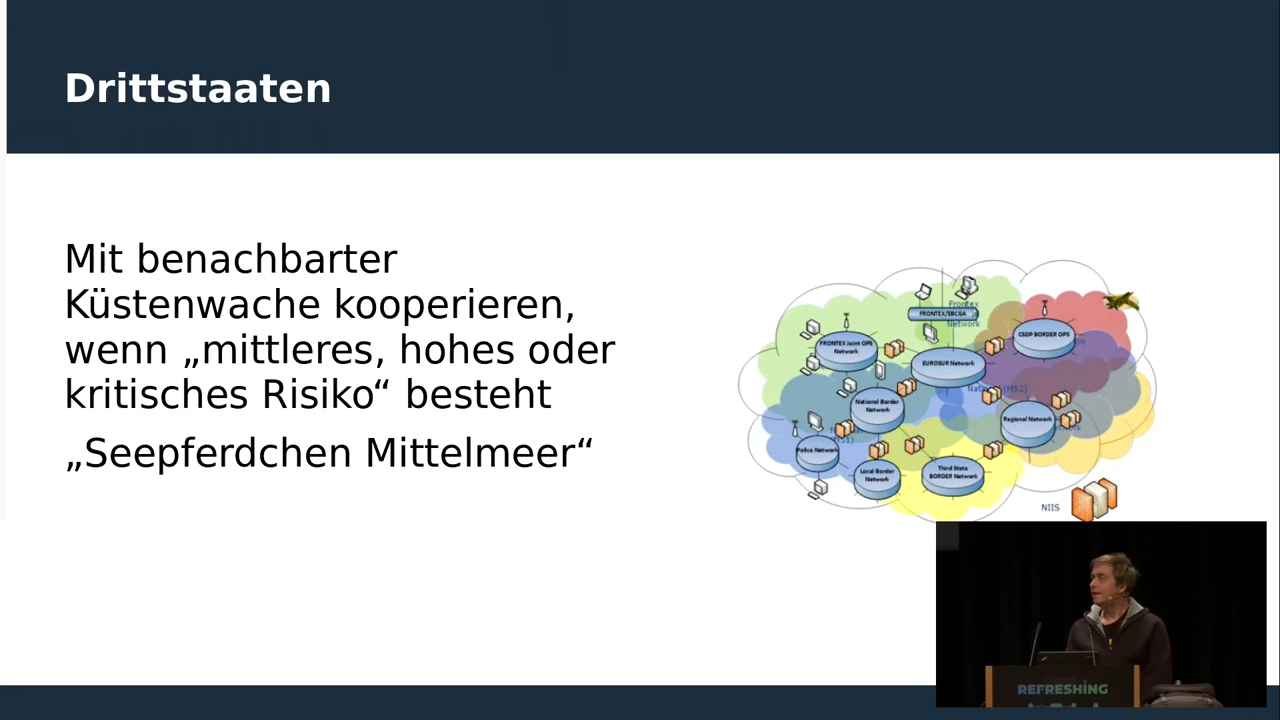 Drittstaaten
Mit benachbarter
Küstenwache kooperieren,
wenn „mittleres, hohes oder
kritisches Risiko“ besteht
„Seepferdchen Mittelmeer“
Frontex
FRONTEX/EBCGA
Network
CSDP BORDER OPS
FRONTEX Joint OPS
Network
EUROSUR Network
National Border
Network
Regional Network
Police Network
Local Border
Network
Third State
BORDER Network
NIIS
REFRESHING